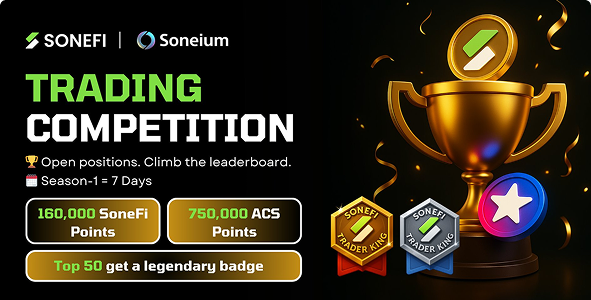 SONEFI | Soneium
TRADING
COMPETITION
🏆 Open positions. Climb the leaderboard.
🗓 Season-1 = 7 Days
160,000 SoneFi
Points
750,000 ACS
Points
Top 50 get a legendary badge
SONEFI
TRADER KING
SONEFI
TRADER KING